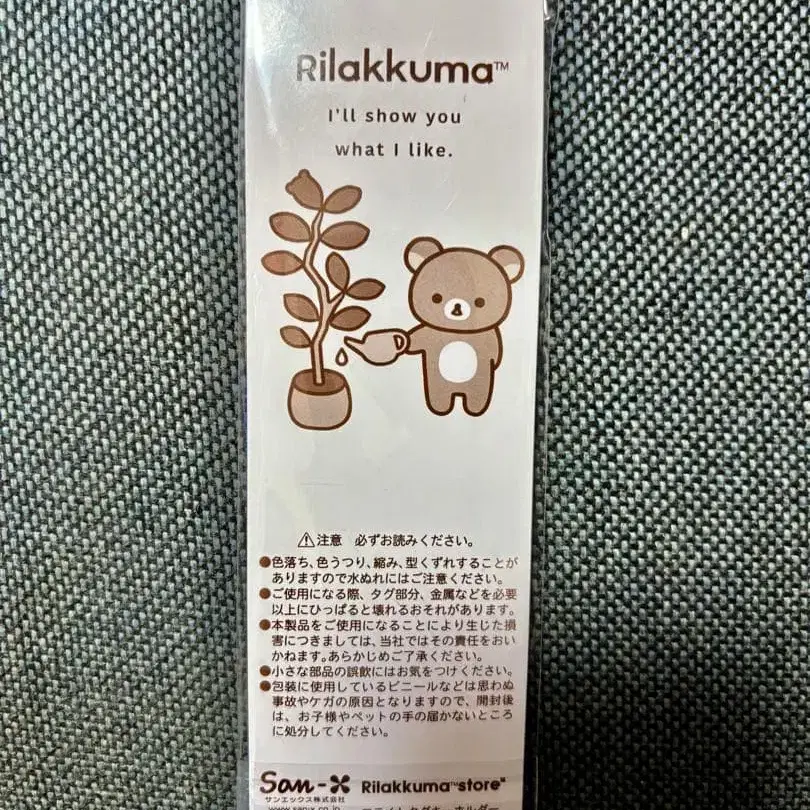 Rilakkuma™
I'll show you
what I like.
⚠注意 必ずお読みください。
●色落ち、色うつり、縮み、型くずれすることが
ありますので水ぬれにはご注意ください。
●ご使用になる際、タグ部分、金属などを必要
以上にひっぱると壊れるおそれがあります。
●本製品をご使用になることにより生じた損
害につきましては、当社ではその責任をおい
かねます。あらかじめご了承ください。
●小さな部品の誤飲にはお気をつけください。
●包装に使用しているビニールなどは思わぬ
事故やケガの原因となりますので、開封後
は、お子様やペットの手の届かないところ
に処分してください。
San-X Rilakkuma™store
サンエックス株式会社
www.san-x.co.jp